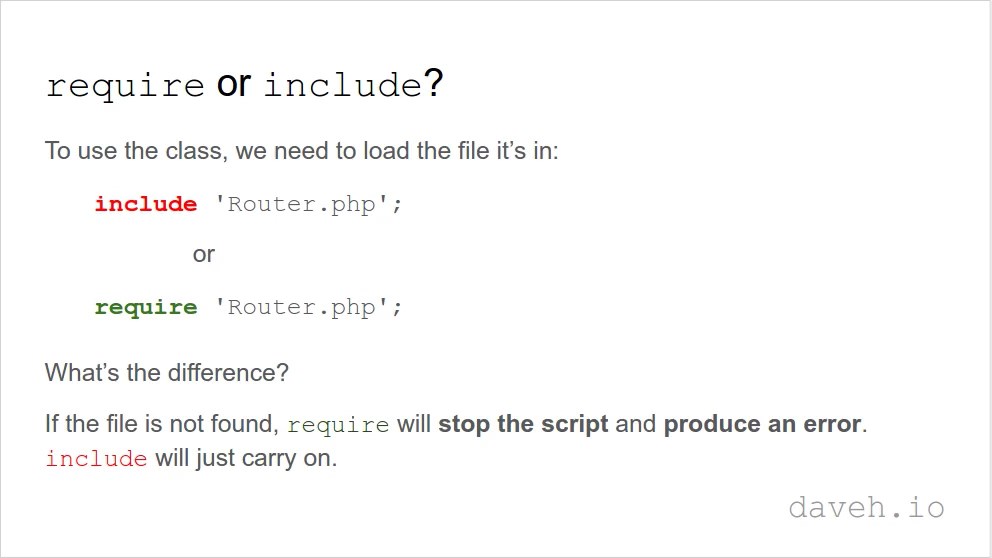 require or include?
To use the class, we need to load the file it’s in:
include 'Router.php';
or
require 'Router.php';
What’s the difference?
If the file is not found, require will stop the script and produce an error.
include will just carry on.
daveh.io